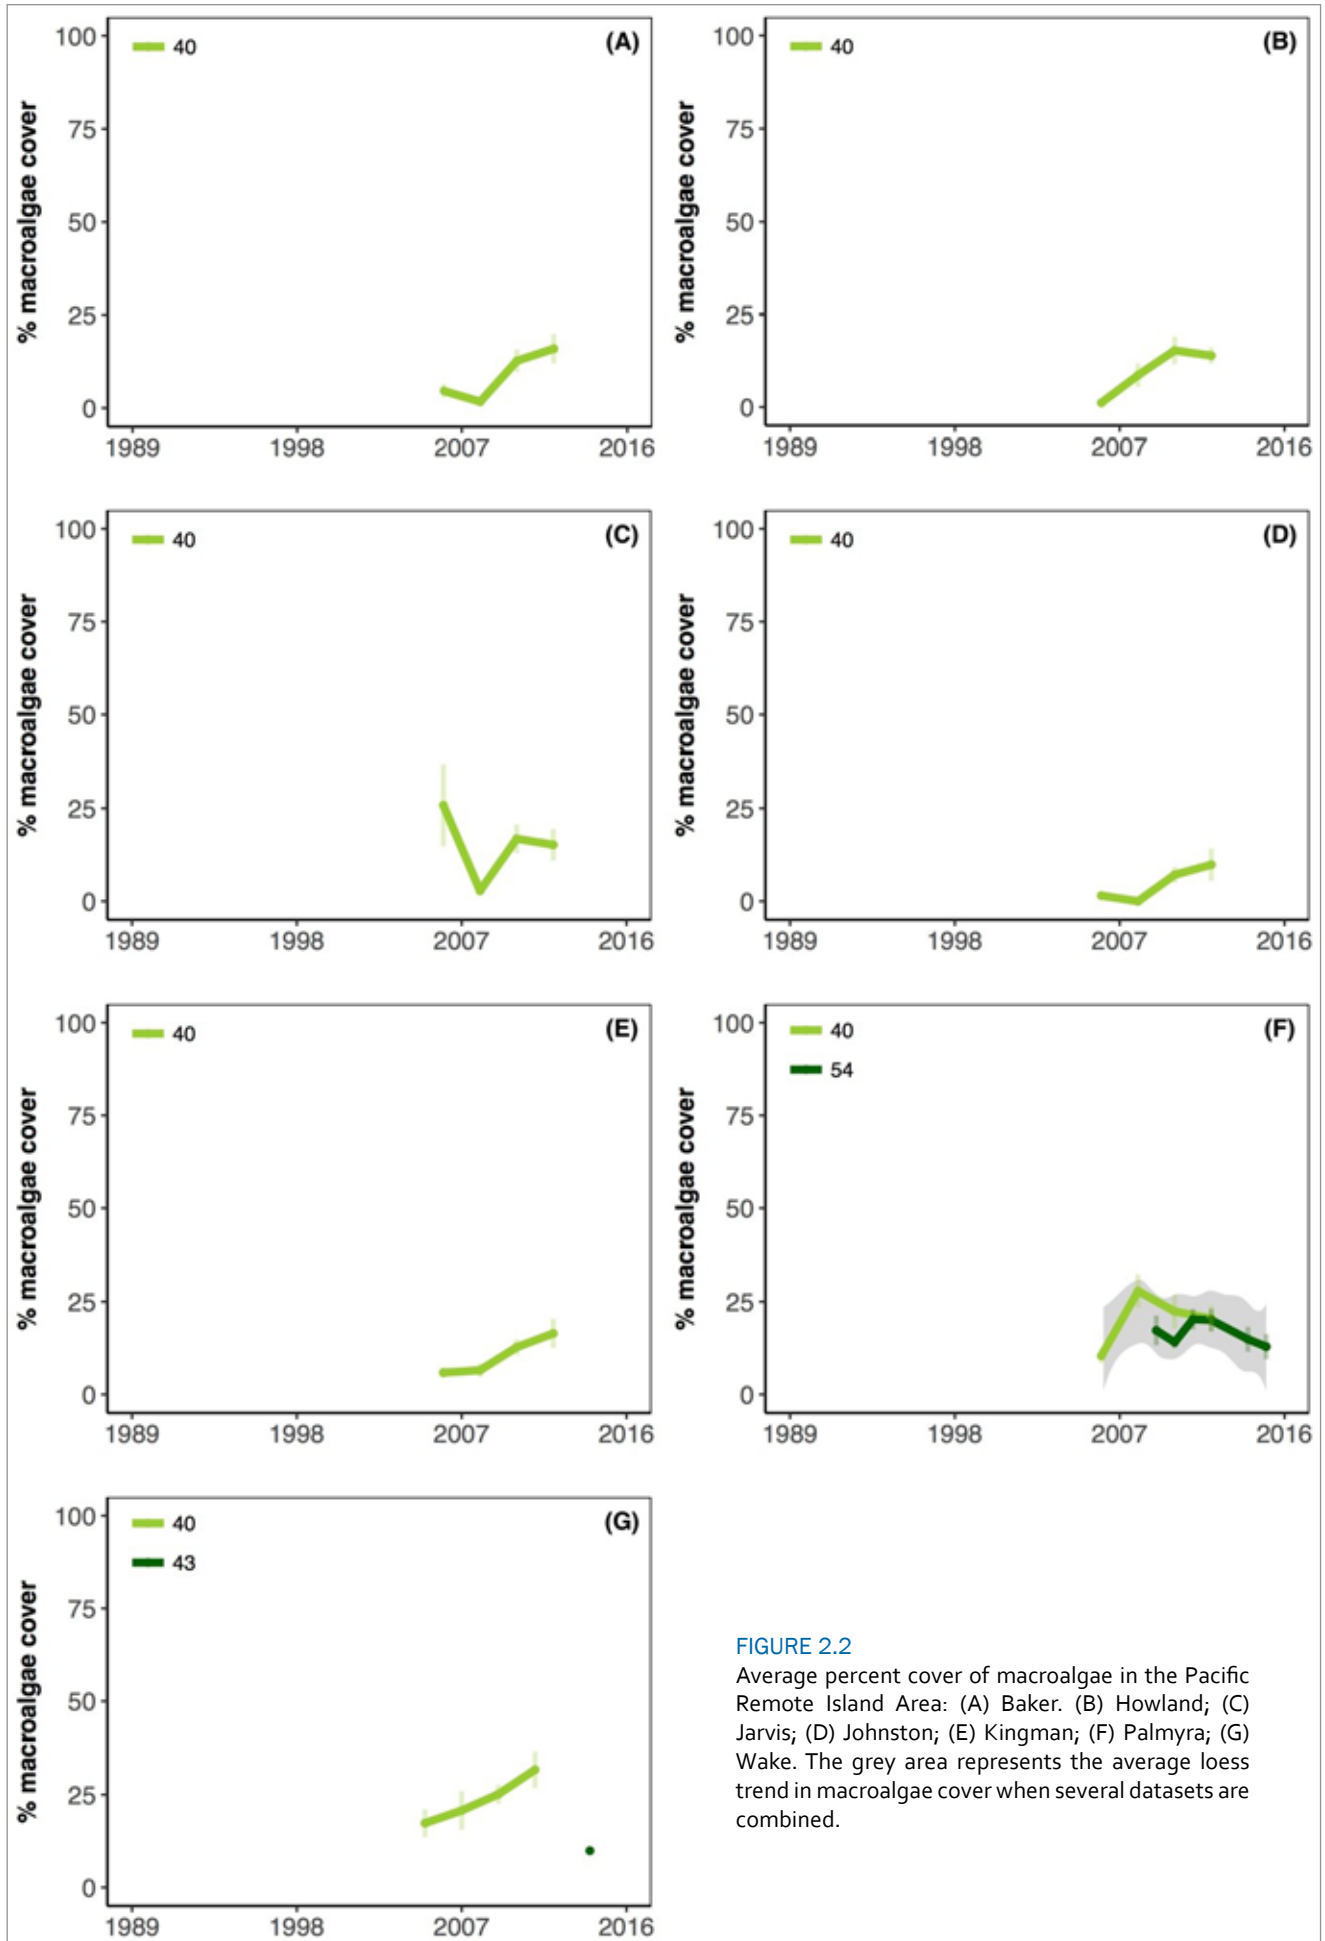 100
75
50
25
0
% macroalgae cover
40
(A)
1989 1998 2007 2016
100
75
50
25
0
% macroalgae cover
40
(B)
1989 1998 2007 2016
100
75
50
25
0
% macroalgae cover
40
(C)
1989 1998 2007 2016
100
75
50
25
0
% macroalgae cover
40
(D)
1989 1998 2007 2016
100
75
50
25
0
% macroalgae cover
40
(E)
1989 1998 2007 2016
100
75
50
25
0
% macroalgae cover
40
54
(F)
1989 1998 2007 2016
100
75
50
25
0
% macroalgae cover
40
43
(G)
1989 1998 2007 2016
FIGURE 2.2
Average percent cover of macroalgae in the Pacific
Remote Island Area: (A) Baker. (B) Howland; (C)
Jarvis; (D) Johnston; (E) Kingman; (F) Palmyra; (G)
Wake. The grey area represents the average loess
trend in macroalgae cover when several datasets are
combined.